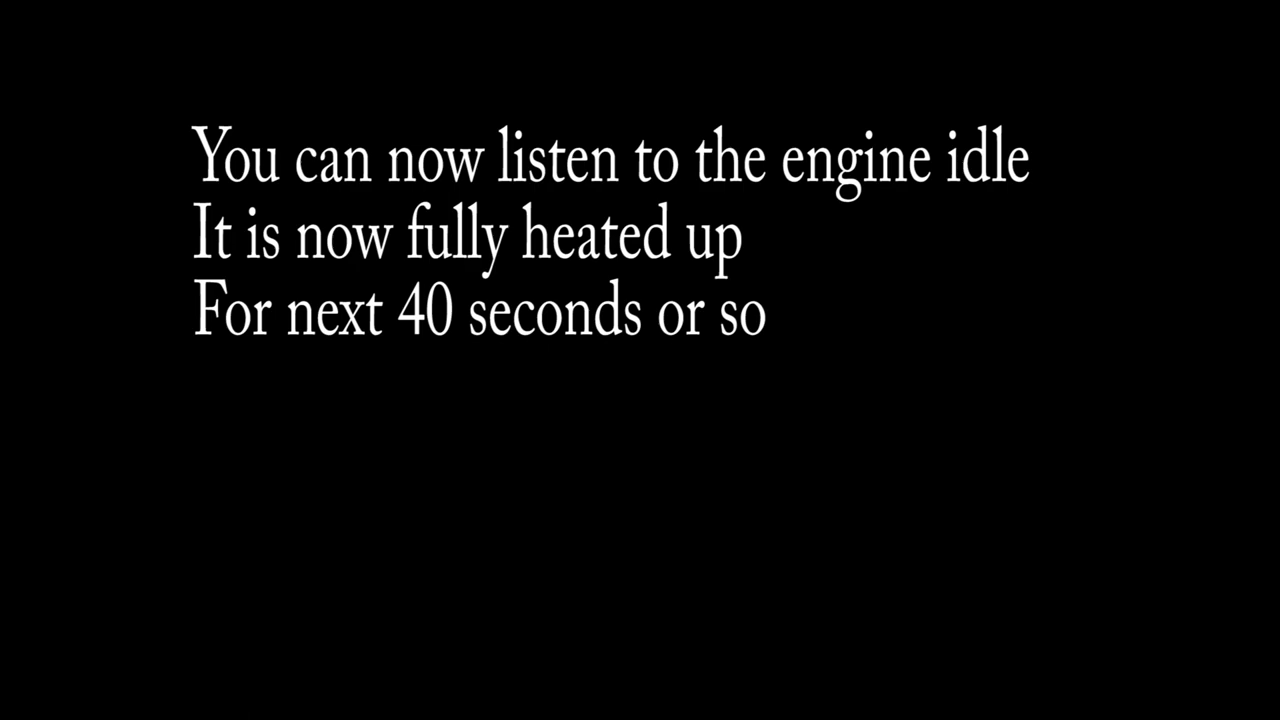 You can now listen to the engine idle
It is now fully heated up
For next 40 seconds or so